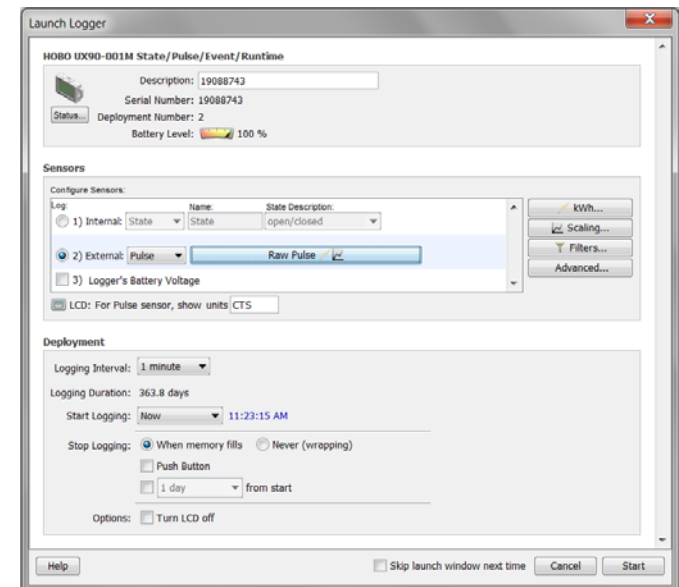 Launch Logger
HOBO UX90-001M State/Pulse/Event/Runtime
Description: 19088743
Serial Number: 19088743
Status... Deployment Number: 2
Battery Level: 100 %
Sensors
Configure Sensors:
Log: Name: State Description:
1) Internal: State State open/closed
2) External: Pulse Raw Pulse
3) Logger's Battery Voltage
kWh...
Scaling...
Filters...
Advanced...
LCD: For Pulse sensor, show units CTS
Deployment
Logging Interval: 1 minute
Logging Duration: 363.8 days
Start Logging: Now 11:23:15 AM
Stop Logging: When memory fills Never (wrapping)
Push Button
1 day from start
Options: Turn LCD off
Help Skip launch window next time Cancel Start